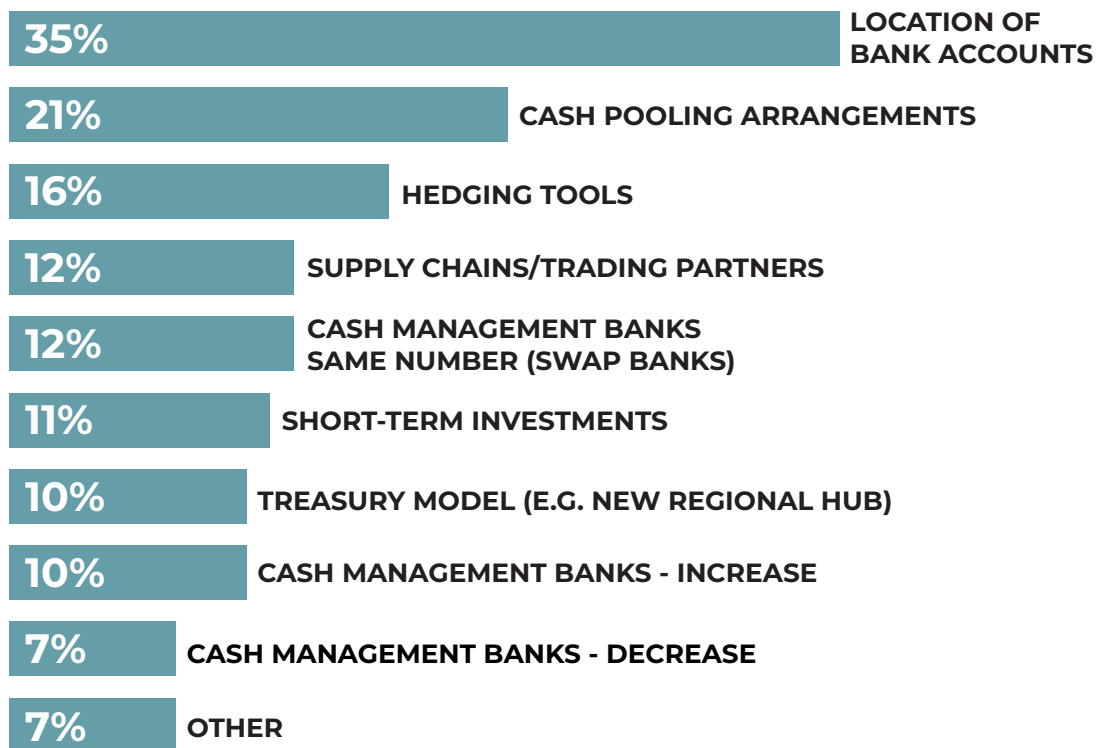 35%
LOCATION OF
BANK ACCOUNTS
21%
CASH POOLING ARRANGEMENTS
16%
HEDGING TOOLS
12%
SUPPLY CHAINS/TRADING PARTNERS
12%
CASH MANAGEMENT BANKS
SAME NUMBER (SWAP BANKS)
11%
SHORT-TERM INVESTMENTS
10%
TREASURY MODEL (E.G. NEW REGIONAL HUB)
10%
CASH MANAGEMENT BANKS - INCREASE
7%
CASH MANAGEMENT BANKS - DECREASE
7%
OTHER